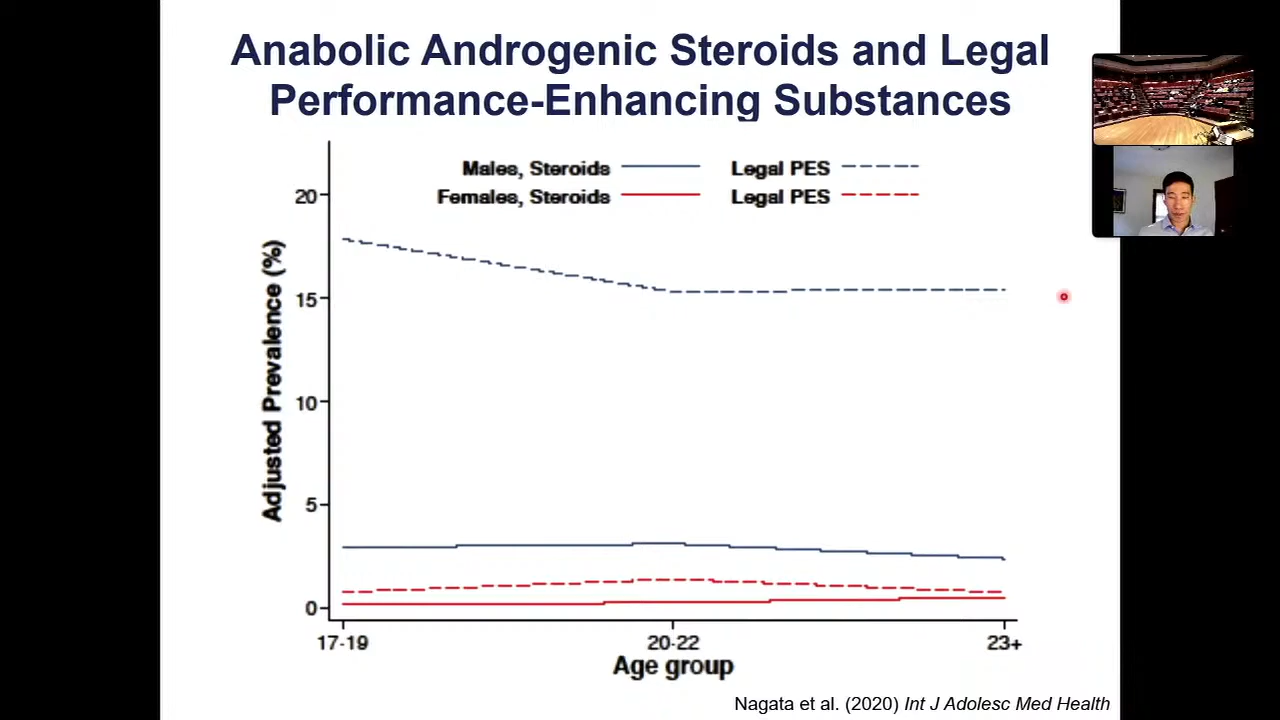 Anabolic Androgenic Steroids and Legal
Performance-Enhancing Substances
Males, Steroids
Legal PES
Females, Steroids
Legal PES
Adjusted Prevalence (%)
20
15
10
5
0
17-19
20-22
23+
Age group
Nagata et al. (2020) Int J Adolesc Med Health